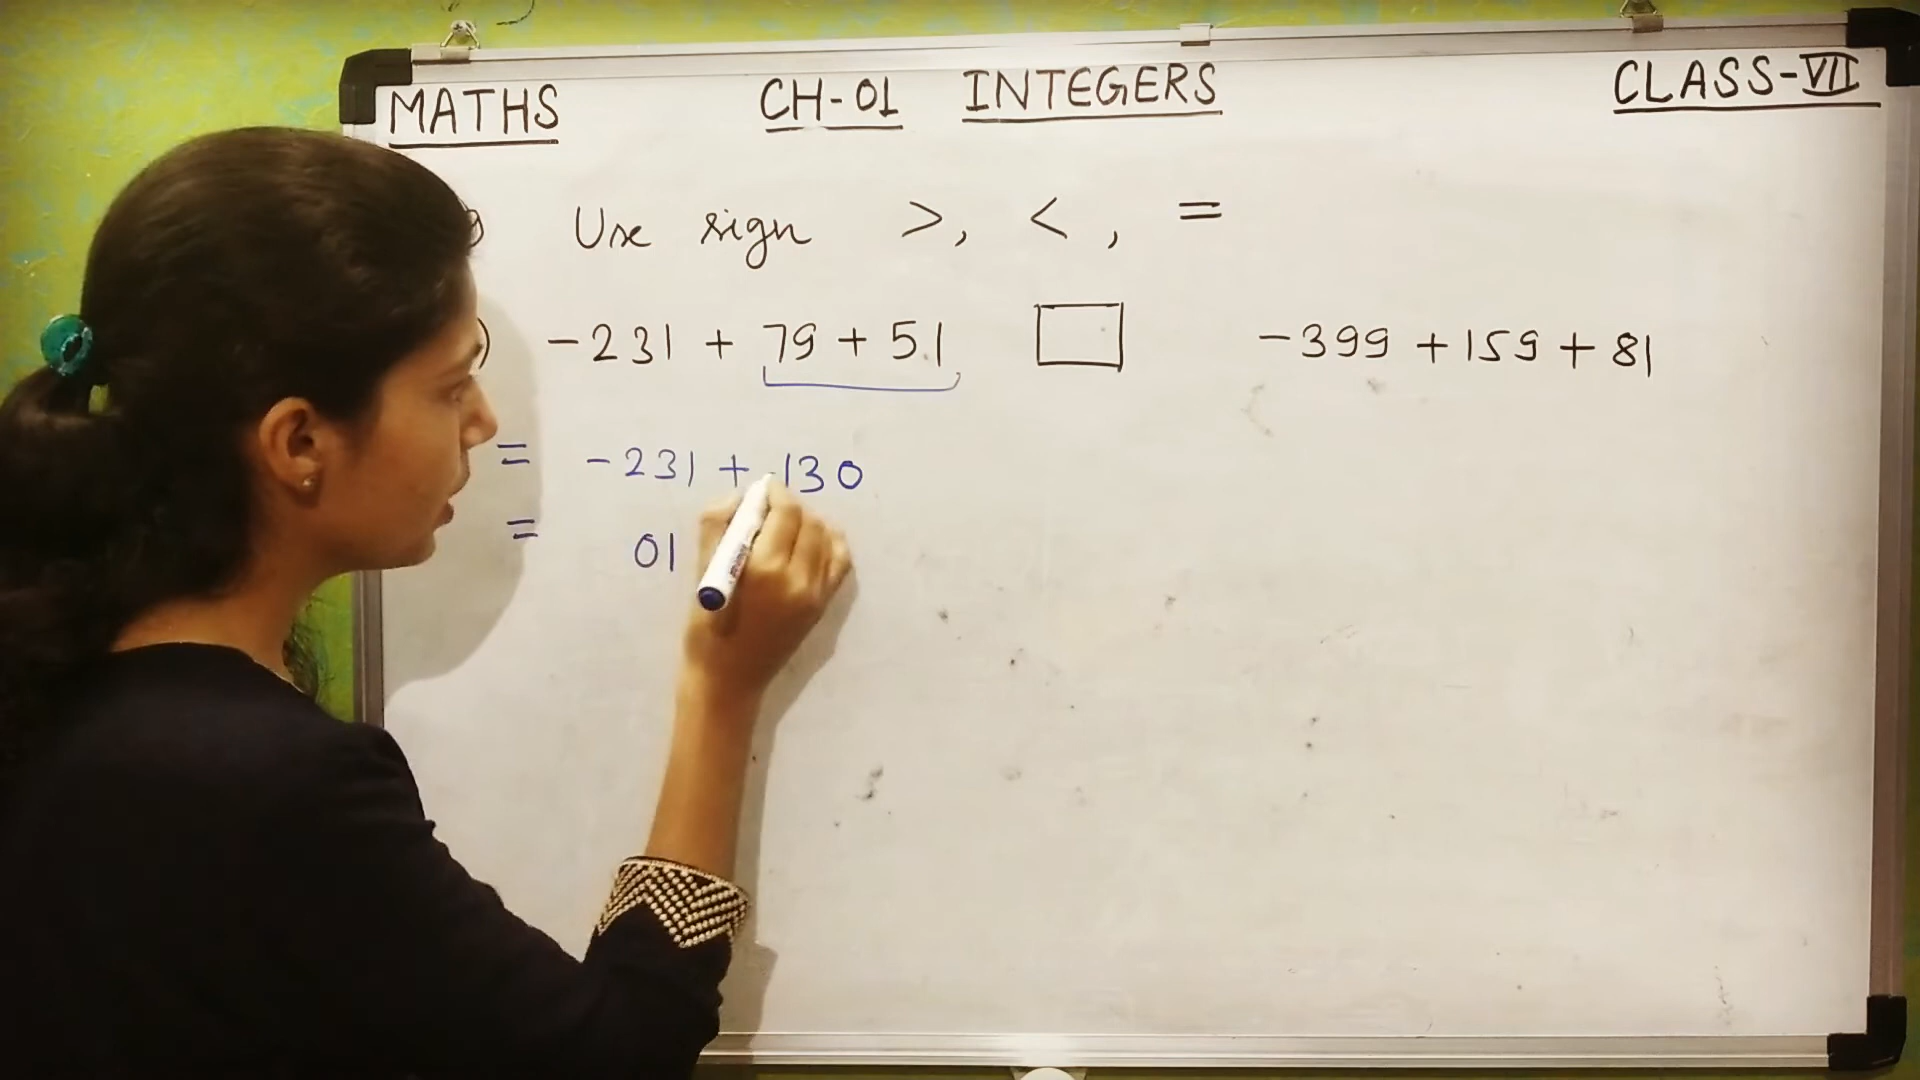 MATHS CH-01 INTEGERS CLASS-VII
Use sign >, < , =
) -231 + 79 + 51 □ -399 + 159 + 81
= -231 + 130
= 01